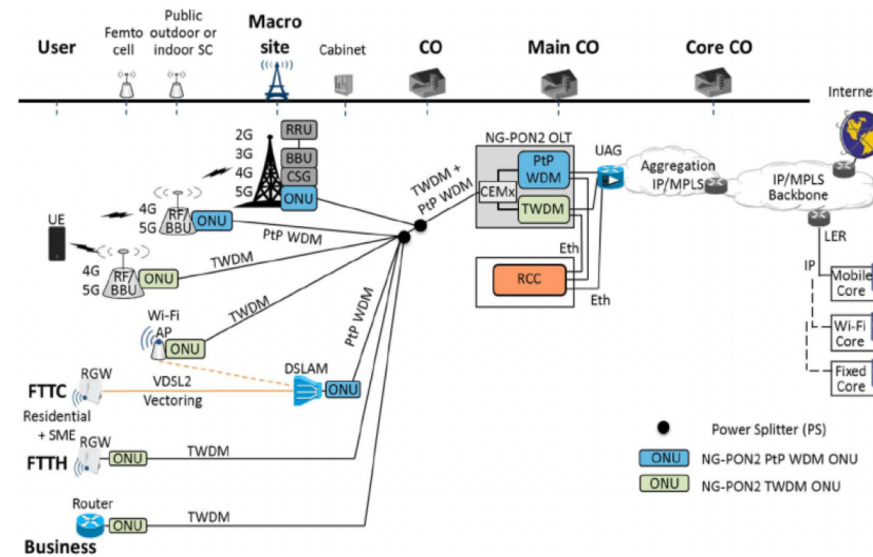 User
Femto
cell
Public
outdoor or
indoor SC
Macro
site
Cabinet
CO
Main CO
Core CO
Internet
2G
3G
4G
5G
RRU
BBU
CSG
ONU
NG-PON2 OLT
PtP
WDM
CEMx
TWDM
UAG
Aggregation
IP/MPLS
IP/MPLS
Backbone
LER
TWDM +
PtP WDM
UE
4G
5G
RF/
BBU
ONU
PtP WDM
4G
5G
RF/
BBU
ONU
TWDM
Eth
RCC
Eth
IP
Mobile
Core
Wi-Fi
Core
Fixed
Core
Wi-Fi
AP
ONU
TWDM
PtP WDM
DSLAM
ONU
FTTC
RGW
VDSL2
Vectoring
Residential
+ SME
FTTH
RGW
ONU
TWDM
Router
ONU
TWDM
Business
Power Splitter (PS)
ONU
NG-PON2 PtP WDM ONU
ONU
NG-PON2 TWDM ONU